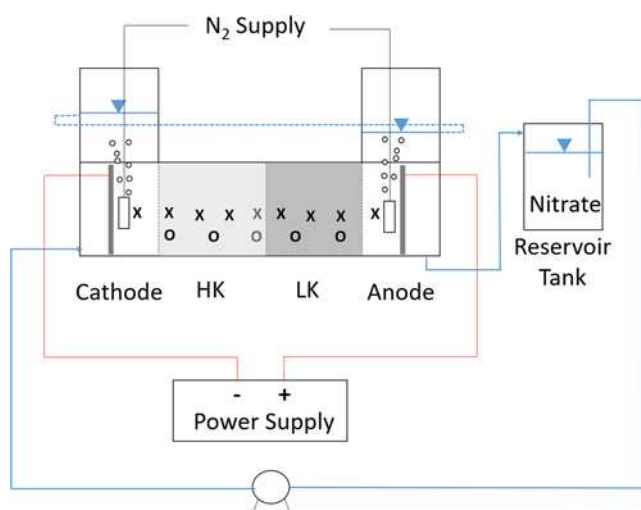 N₂ Supply
X X X X X X X X X
O O O O O
Nitrate
Reservoir
Tank
Cathode HK LK Anode
- +
Power Supply